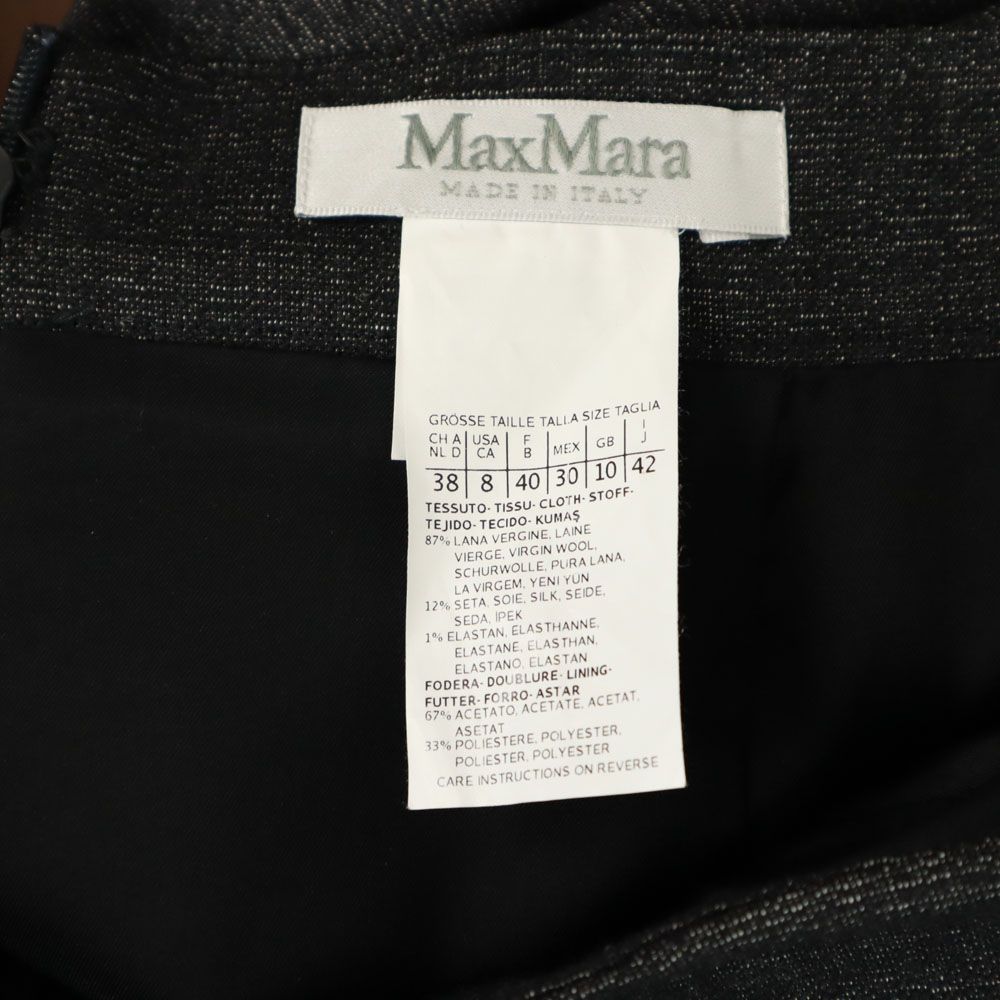 MaxMara
MADE IN ITALY
GRÖSSE TAILLE TALLA SIZE TAGLIA
CH A USA F MEX GB I
NL D CA B J
38 8 40 30 10 42
TESSUTO- TISSU- CLOTH- STOFF-
TEJIDO- TECIDO- KUMAŞ
87% LANA VERGINE, LAINE
VIERGE, VIRGIN WOOL,
SCHURWOLLE, PURA LANA,
LA VIRGEM, YENI YÜN
12% SETA, SOIE, SILK, SEIDE,
SEDA, İPEK
1% ELASTAN, ELASTHANNE,
ELASTANE, ELASTHAN,
ELASTANO, ELASTAN
FODERA- DOUBLURE- LINING-
FUTTER- FORRO- ASTAR
67% ACETATO, ACETATE, ACETAT,
ASETAT
33% POLIESTERE, POLYESTER,
POLIESTER, POLYESTER
CARE INSTRUCTIONS ON REVERSE